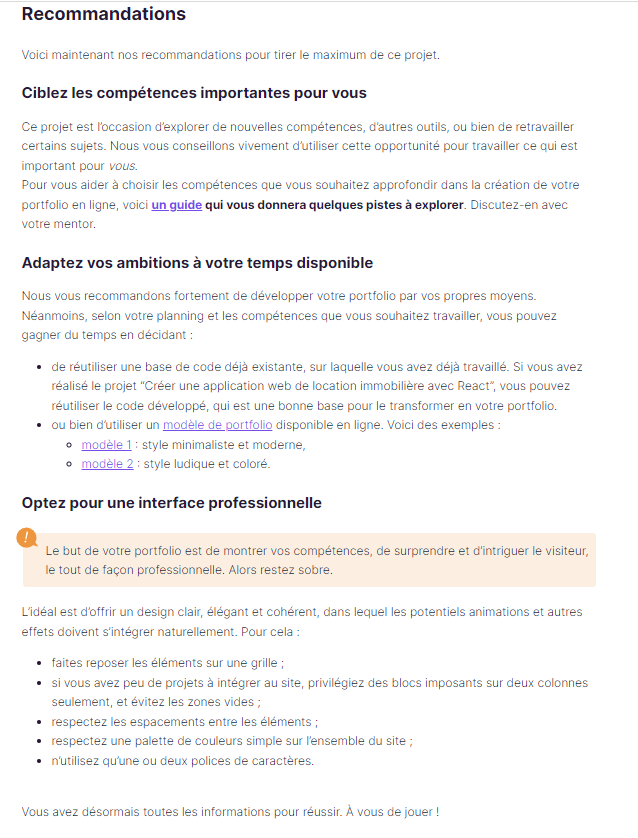 Recommandations
Voici maintenant nos recommandations pour tirer le maximum de ce projet.
Ciblez les compétences importantes pour vous
Ce projet est l’occasion d’explorer de nouvelles compétences, d’autres outils, ou bien de retravailler
certains sujets. Nous vous conseillons vivement d’utiliser cette opportunité pour travailler ce qui est
important pour vous.
Pour vous aider à choisir les compétences que vous souhaitez approfondir dans la création de votre
portfolio en ligne, voici un guide qui vous donnera quelques pistes à explorer. Discutez-en avec
votre mentor.
Adaptez vos ambitions à votre temps disponible
Nous vous recommandons fortement de développer votre portfolio par vos propres moyens.
Néanmoins, selon votre planning et les compétences que vous souhaitez travailler, vous pouvez
gagner du temps en décidant :
• de réutiliser une base de code déjà existante, sur laquelle vous avez déjà travaillé. Si vous avez
réalisé le projet “Créer une application web de location immobilière avec React”, vous pouvez
réutiliser le code développé, qui est une bonne base pour le transformer en votre portfolio.
• ou bien d’utiliser un modèle de portfolio disponible en ligne. Voici des exemples :
◦ modèle 1 : style minimaliste et moderne,
◦ modèle 2 : style ludique et coloré.
Optez pour une interface professionnelle
!
Le but de votre portfolio est de montrer vos compétences, de surprendre et d’intriguer le visiteur,
le tout de façon professionnelle. Alors restez sobre.
L’idéal est d’offrir un design clair, élégant et cohérent, dans lequel les potentiels animations et autres
effets doivent s’intégrer naturellement. Pour cela :
• faites reposer les éléments sur une grille ;
• si vous avez peu de projets à intégrer au site, privilégiez des blocs imposants sur deux colonnes
seulement, et évitez les zones vides ;
• respectez les espacements entre les éléments ;
• respectez une palette de couleurs simple sur l’ensemble du site ;
• n’utilisez qu’une ou deux polices de caractères.
Vous avez désormais toutes les informations pour réussir. À vous de jouer !